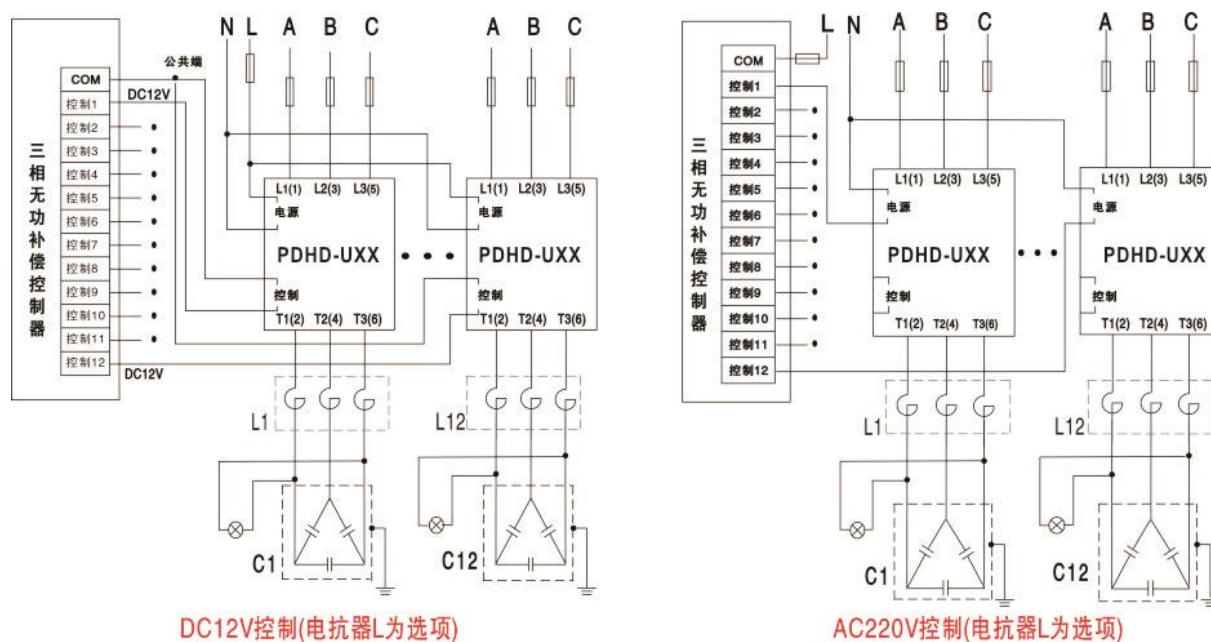 N L A B C A B C
公共端
COM
DC12V
控制1
控制2
控制3
控制4
控制5
控制6
控制7
控制8
控制9
控制10
控制11
控制12
DC12V
三相无功补偿控制器
L1(1) L2(3) L3(5)
电源
PDHD-UXX
控制
T1(2) T2(4) T3(6)
L1(1) L2(3) L3(5)
电源
PDHD-UXX
控制
T1(2) T2(4) T3(6)
L1
L12
C1
C12
DC12V控制(电抗器L为选项)
L N A B C A B C
COM
控制1
控制2
控制3
控制4
控制5
控制6
控制7
控制8
控制9
控制10
控制11
控制12
三相无功补偿控制器
L1(1) L2(3) L3(5)
电源
PDHD-UXX
控制
T1(2) T2(4) T3(6)
L1(1) L2(3) L3(5)
电源
PDHD-UXX
控制
T1(2) T2(4) T3(6)
L1
L12
C1
C12
AC220V控制(电抗器L为选项)